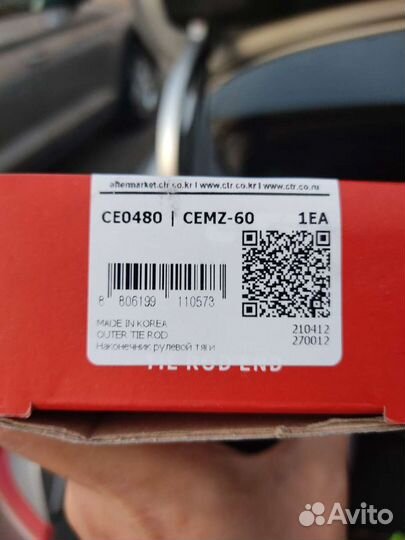 aftermarket.ctr.co.kr | www.ctr.co.kr | www.ctr.co.ru
CE0480 | CEMZ-60 1EA
8 806199 110573
MADE IN KOREA
OUTER TIE ROD
Наконечник рулевой тяги
210412
270012
TIE ROD END
Avito